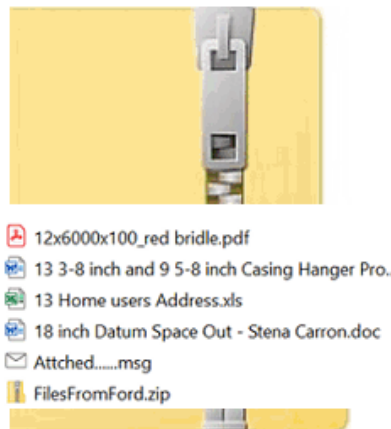 12x6000x100_red bridle.pdf
13 3-8 inch and 9 5-8 inch Casing Hanger Pro..
13 Home users Address.xls
18 inch Datum Space Out - Stena Carron.doc
Attched......msg
FilesFromFord.zip